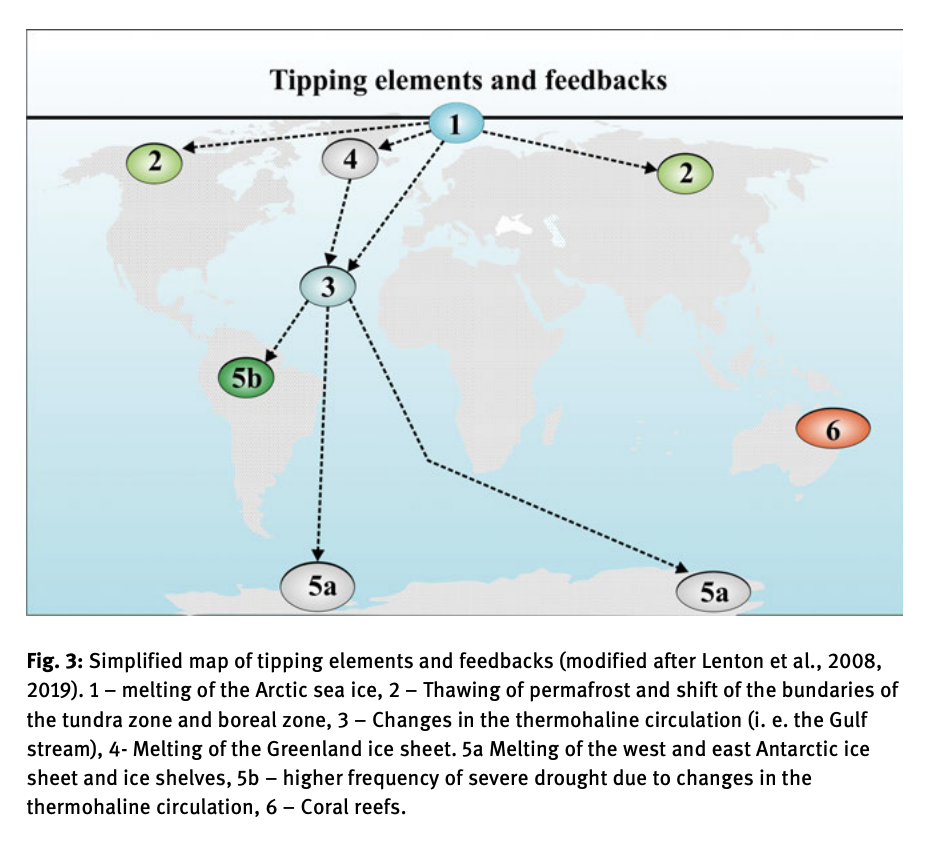 Tipping elements and feedbacks
1
2
4
2
3
5b
6
5a
5a
Fig. 3: Simplified map of tipping elements and feedbacks (modified after Lenton et al., 2008,
2019). 1 – melting of the Arctic sea ice, 2 – Thawing of permafrost and shift of the bundaries of
the tundra zone and boreal zone, 3 – Changes in the thermohaline circulation (i. e. the Gulf
stream), 4- Melting of the Greenland ice sheet. 5a Melting of the west and east Antarctic ice
sheet and ice shelves, 5b – higher frequency of severe drought due to changes in the
thermohaline circulation, 6 – Coral reefs.